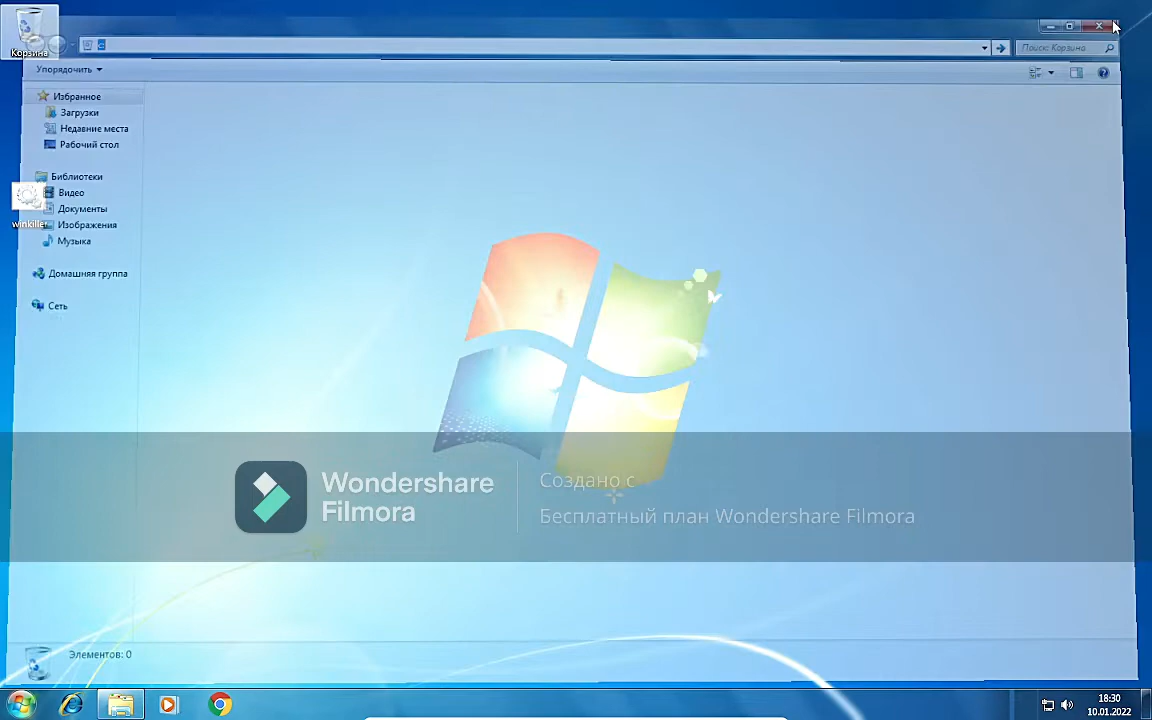 Корзина
Поиск: Корзина
Упорядочить
Избранное
Загрузки
Недавние места
Рабочий стол
Библиотеки
Видео
winkiller
Документы
Изображения
Музыка
Домашняя группа
Сеть
Wondershare
Filmora
Создано с
Бесплатный план Wondershare Filmora
Элементов: 0
18:30
10.01.2022